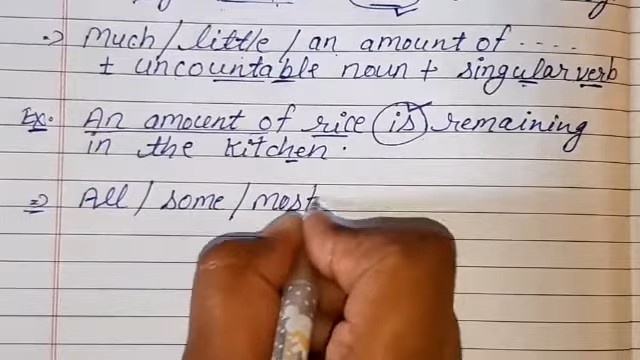 ⇒ Much / little / an amount of ....
± uncountable noun + singular verb
Ex. An amount of rice is remaining
in the kitchen.
⇒ All / some / most